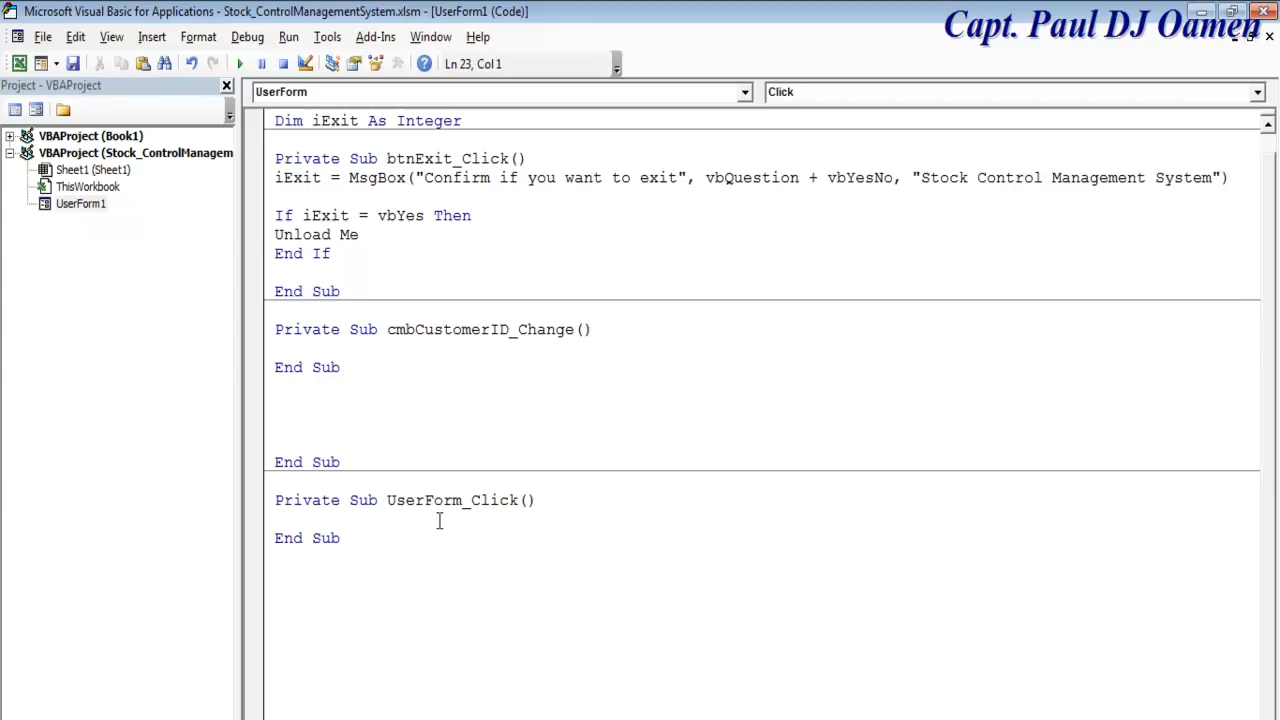 Microsoft Visual Basic for Applications - Stock_ControlManagementSystem.xlsm - [UserForm1 (Code)]
Capt. Paul DJ Oamen
File Edit View Insert Format Debug Run Tools Add-Ins Window Help
Ln 23, Col 1
Project - VBAProject
UserForm
Click
VBAProject (Book1)
VBAProject (Stock_ControlManagem
Sheet1 (Sheet1)
ThisWorkbook
UserForm1
Dim iExit As Integer
Private Sub btnExit_Click()
iExit = MsgBox("Confirm if you want to exit", vbQuestion + vbYesNo, "Stock Control Management System")
If iExit = vbYes Then
Unload Me
End If
End Sub
Private Sub cmbCustomerID_Change()
End Sub
End Sub
Private Sub UserForm_Click()
End Sub